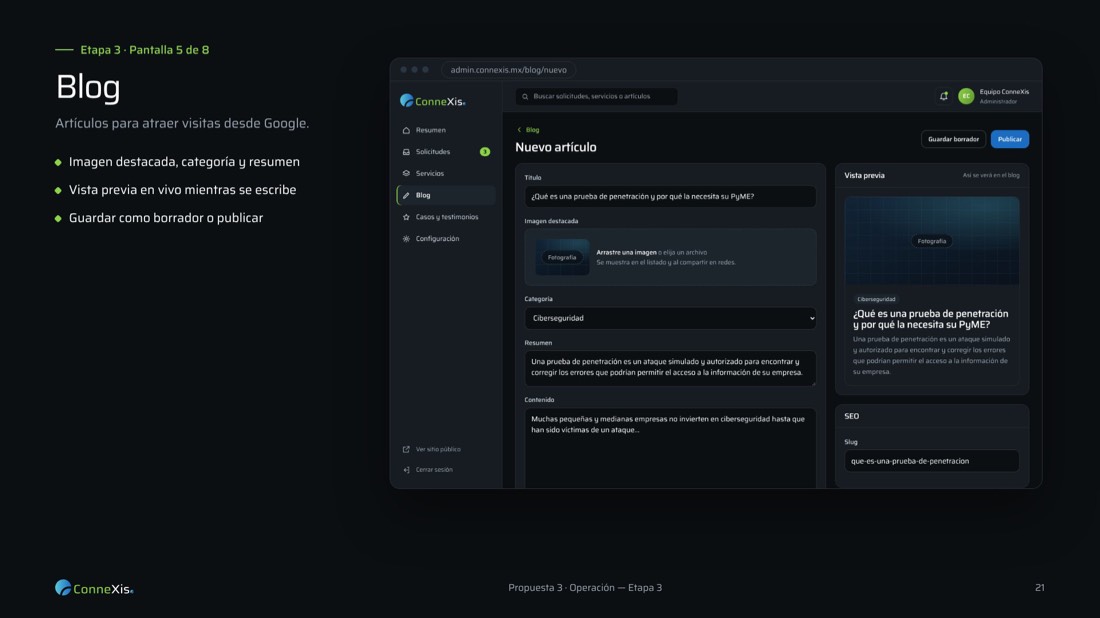 Etapa 3 · Pantalla 5 de 8
Blog
Artículos para atraer visitas desde Google.
Imagen destacada, categoría y resumen
Vista previa en vivo mientras se escribe
Guardar como borrador o publicar
admin.connexis.mx/blog/nuevo
ConneXis.
Buscar solicitudes, servicios o artículos
EC
Equipo ConneXis
Administrador
Resumen
Solicitudes
3
Servicios
Blog
Casos y testimonios
Configuración
Ver sitio público
Cerrar sesión
Blog
Nuevo artículo
Guardar borrador
Publicar
Título
¿Qué es una prueba de penetración y por qué la necesita su PyME?
Imagen destacada
Fotografía
Arrastre una imagen o elija un archivo
Se muestra en el listado y al compartir en redes.
Categoría
Ciberseguridad
Resumen
Una prueba de penetración es un ataque simulado y autorizado para encontrar y
corregir los errores que podrían permitir el acceso a la información de su empresa.
Contenido
Muchas pequeñas y medianas empresas no invierten en ciberseguridad hasta que
han sido víctimas de un ataque...
Vista previa
Así se verá en el blog
Fotografía
Ciberseguridad
¿Qué es una prueba de penetración
y por qué la necesita su PyME?
Una prueba de penetración es un ataque simulado
y autorizado para encontrar y corregir los errores
que podrían permitir el acceso a la información de
su empresa.
SEO
Slug
que-es-una-prueba-de-penetracion
ConneXis.
Propuesta 3 · Operación — Etapa 3
21